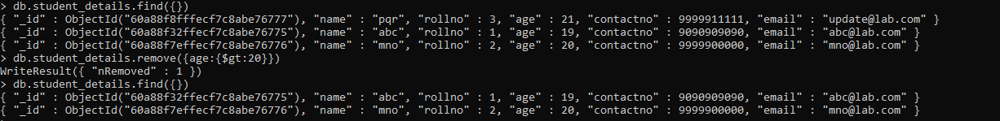 > db.student_details.find({})
{ "_id" : ObjectId("60a88f8fffecf7c8abe76777"), "name" : "pqr", "rollno" : 3, "age" : 21, "contactno" : 9999911111, "email" : "update@lab.com" }
{ "_id" : ObjectId("60a88f32ffecf7c8abe76775"), "name" : "abc", "rollno" : 1, "age" : 19, "contactno" : 9090909090, "email" : "abc@lab.com" }
{ "_id" : ObjectId("60a88f7effecf7c8abe76776"), "name" : "mno", "rollno" : 2, "age" : 20, "contactno" : 9999900000, "email" : "mno@lab.com" }
> db.student_details.remove({age:{$gt:20}})
WriteResult({ "nRemoved" : 1 })
> db.student_details.find({})
{ "_id" : ObjectId("60a88f32ffecf7c8abe76775"), "name" : "abc", "rollno" : 1, "age" : 19, "contactno" : 9090909090, "email" : "abc@lab.com" }
{ "_id" : ObjectId("60a88f7effecf7c8abe76776"), "name" : "mno", "rollno" : 2, "age" : 20, "contactno" : 9999900000, "email" : "mno@lab.com" }